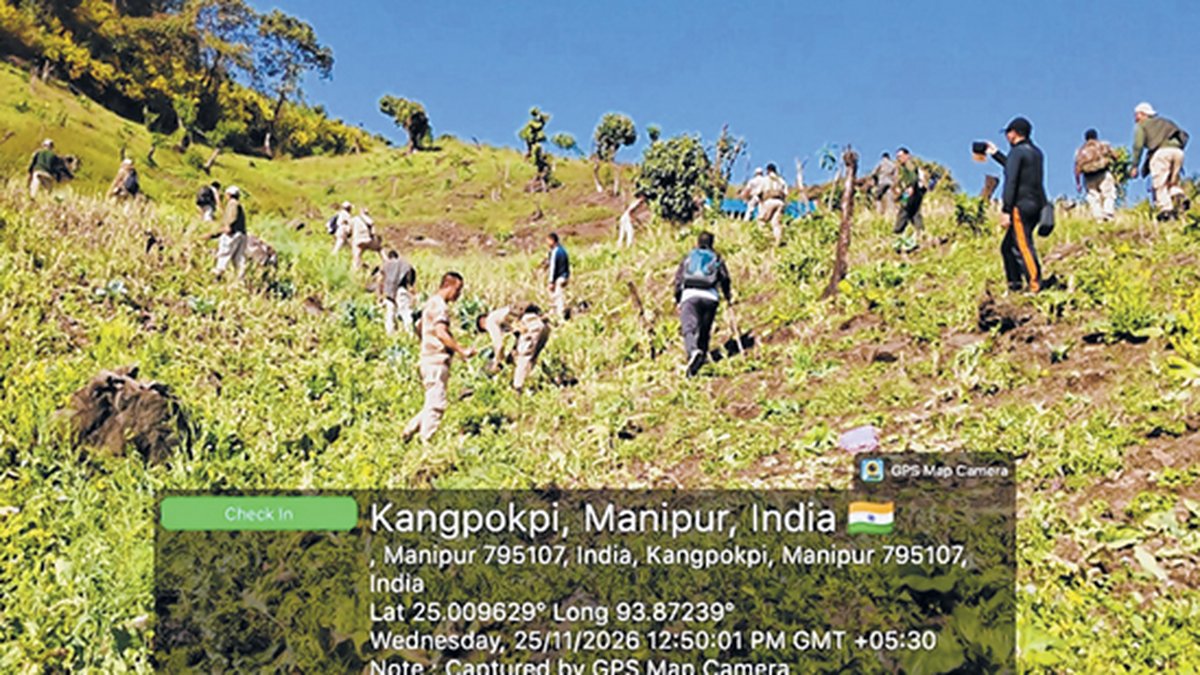 GPS Map Camera
Check In
Kangpokpi, Manipur, India
, Manipur 795107, India, Kangpokpi, Manipur 795107,
India
Lat 25.009629° Long 93.87239°
Wednesday, 25/11/2026 12:50:01 PM GMT +05:30
Note : Captured by GPS Map Camera